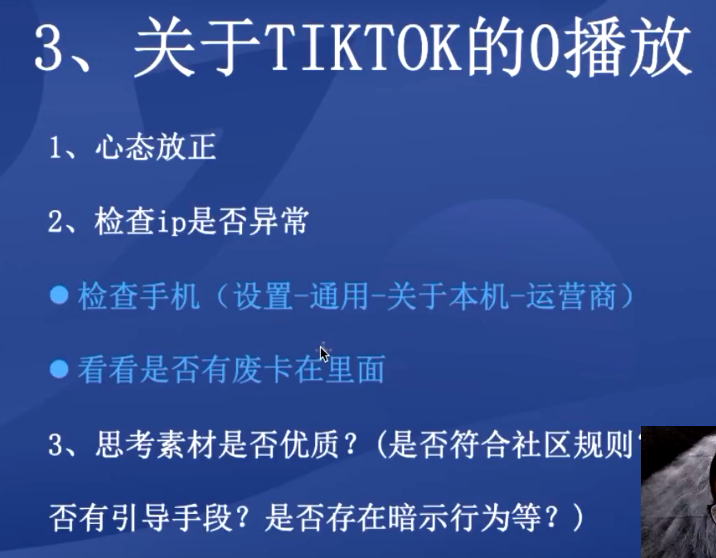 3、关于TIKTOK的0播放
1、心态放正
2、检查ip是否异常
●检查手机（设置-通用-关于本机-运营商）
●看看是否有废卡在里面
3、思考素材是否优质？(是否符合社区规则
否有引导手段？是否存在暗示行为等？)